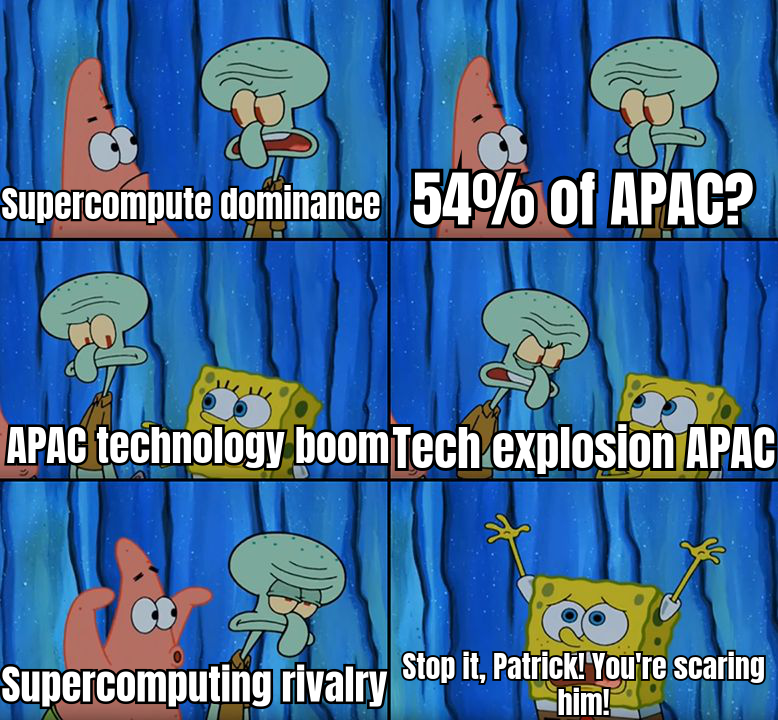 Supercompute dominance
54% of APAC?
APAC technology boom
Tech explosion APAC
Supercomputing rivalry
Stop it, Patrick! You're scaring
him!